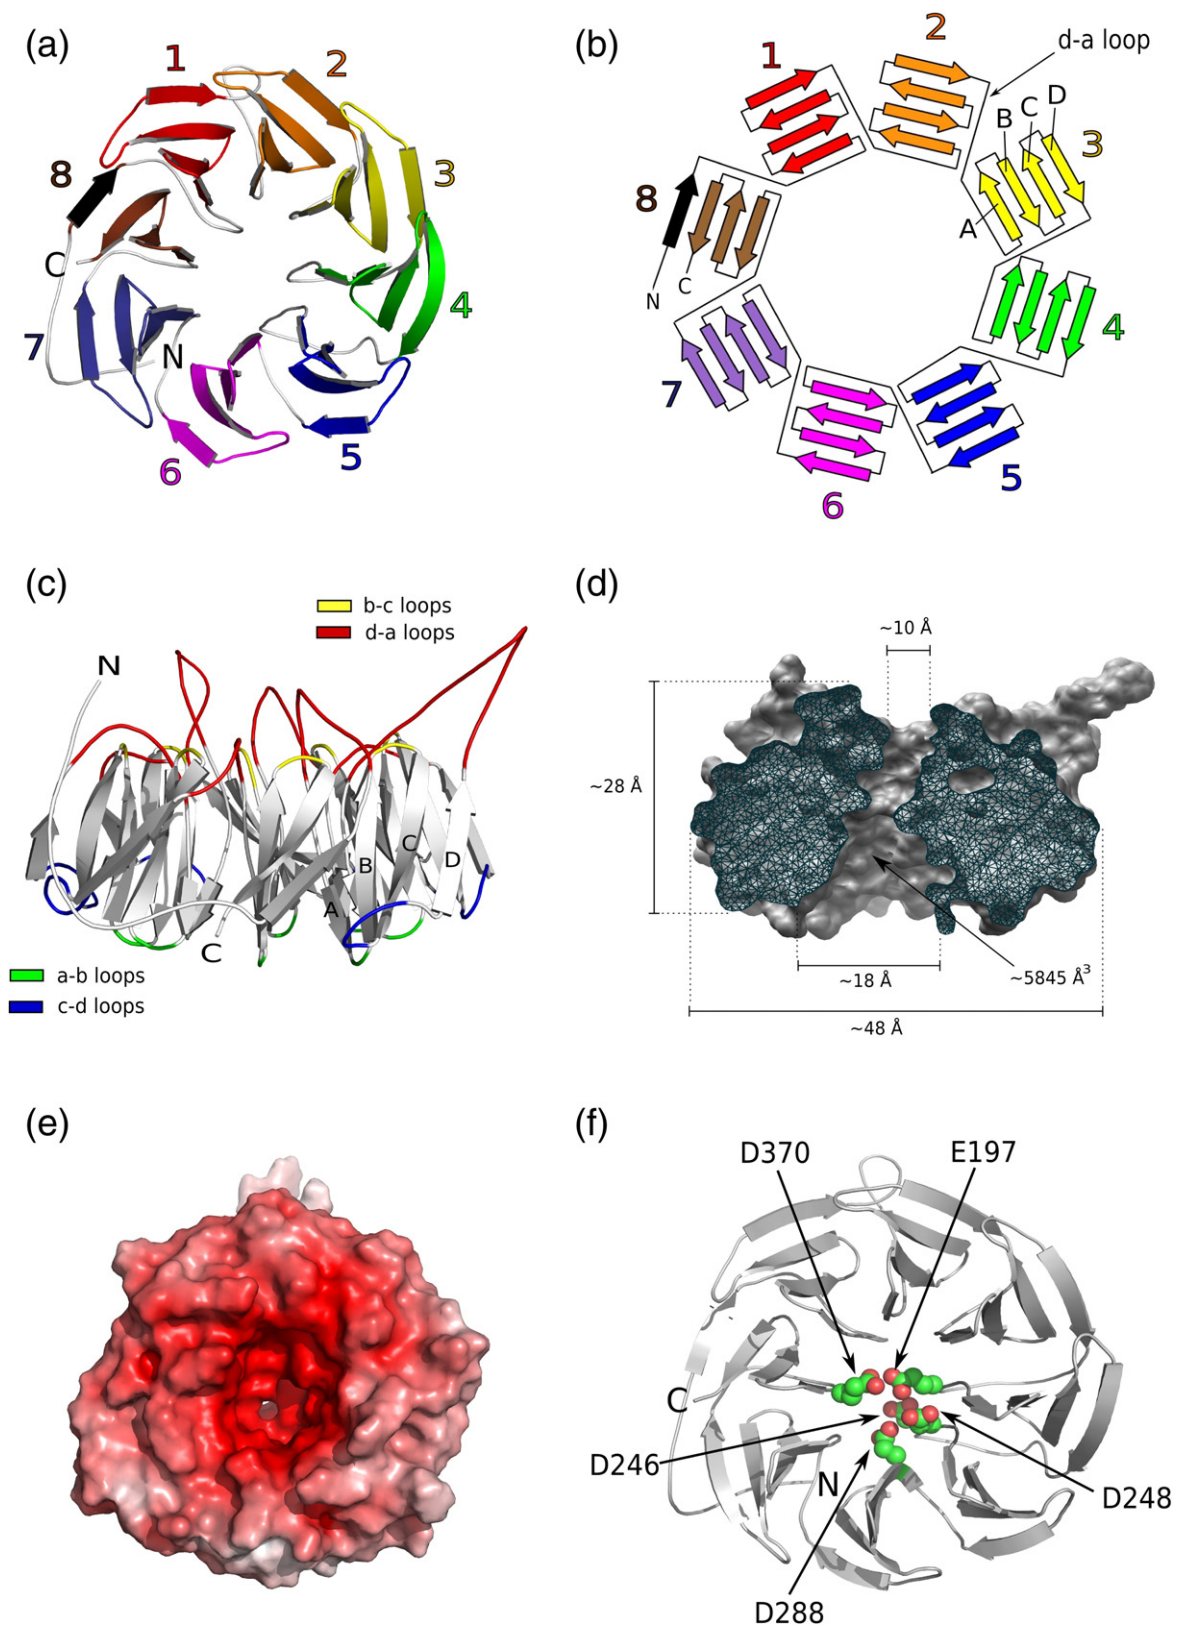 (a)
1
2
3
8
C
4
7
N
6
5
(b)
2
1
d-a loop
B
C
D
3
A
8
N
C
4
7
6
5
(c)
b-c loops
d-a loops
N
C
B
D
A
C
a-b loops
c-d loops
(d)
~10 Å
~28 Å
~18 Å
~5845 Å³
~48 Å
(e)
(f)
D370
E197
C
D246
N
D248
D288